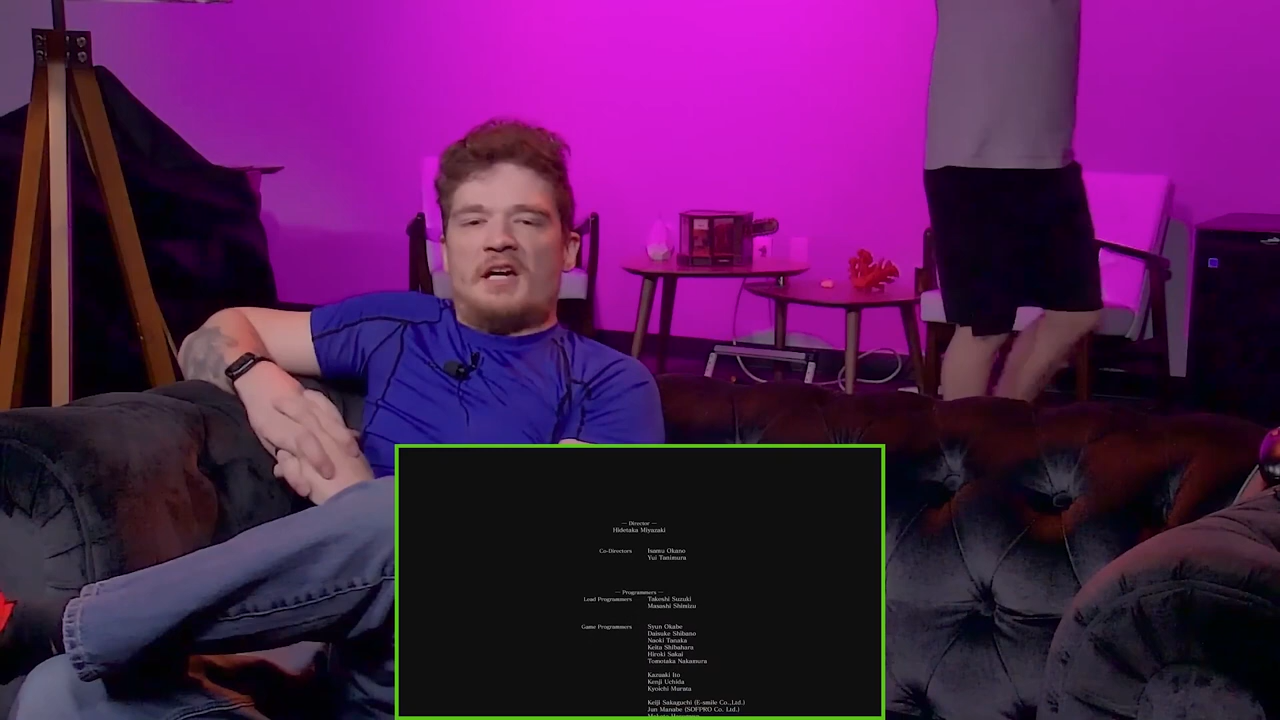 — Director —
Hidetaka Miyazaki
Co-Directors Isamu Okano
Yui Tanimura
— Programmers —
Lead Programmers Takeshi Suzuki
Masashi Shimizu
Game Programmers Syun Okabe
Daisuke Shibano
Naoki Tanaka
Keita Shibahara
Hiroki Sakai
Tomotaka Nakamura
Kazuaki Ito
Kenji Uchida
Kyoichi Murata
Keiji Sakaguchi (E-smile Co.,Ltd.)
Jun Manabe (SOFPRO Co. Ltd.)